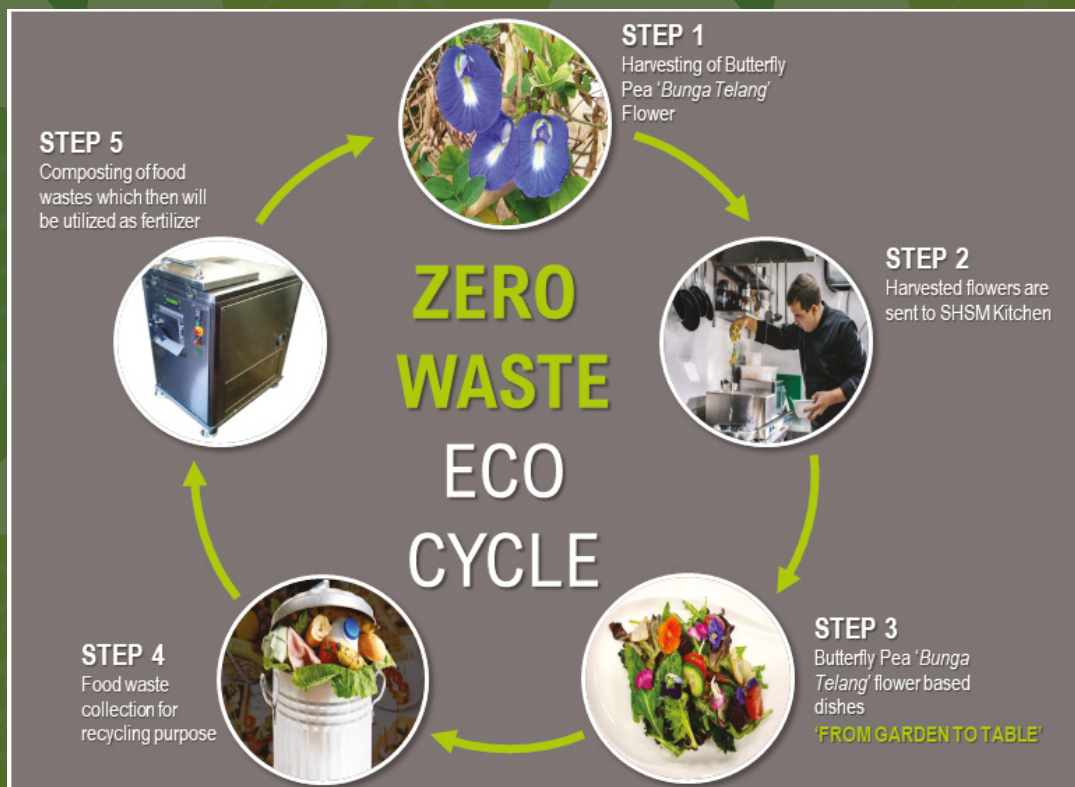 ZERO
WASTE
ECO
CYCLE
STEP 1
Harvesting of Butterfly
Pea ‘Bunga Telang’
Flower
STEP 2
Harvested flowers are
sent to SHSM Kitchen
STEP 3
Butterfly Pea ‘Bunga
Telang’ flower based
dishes
‘FROM GARDEN TO TABLE’
STEP 4
Food waste
collection for
recycling purpose
STEP 5
Composting of food
wastes which then will
be utilized as fertilizer